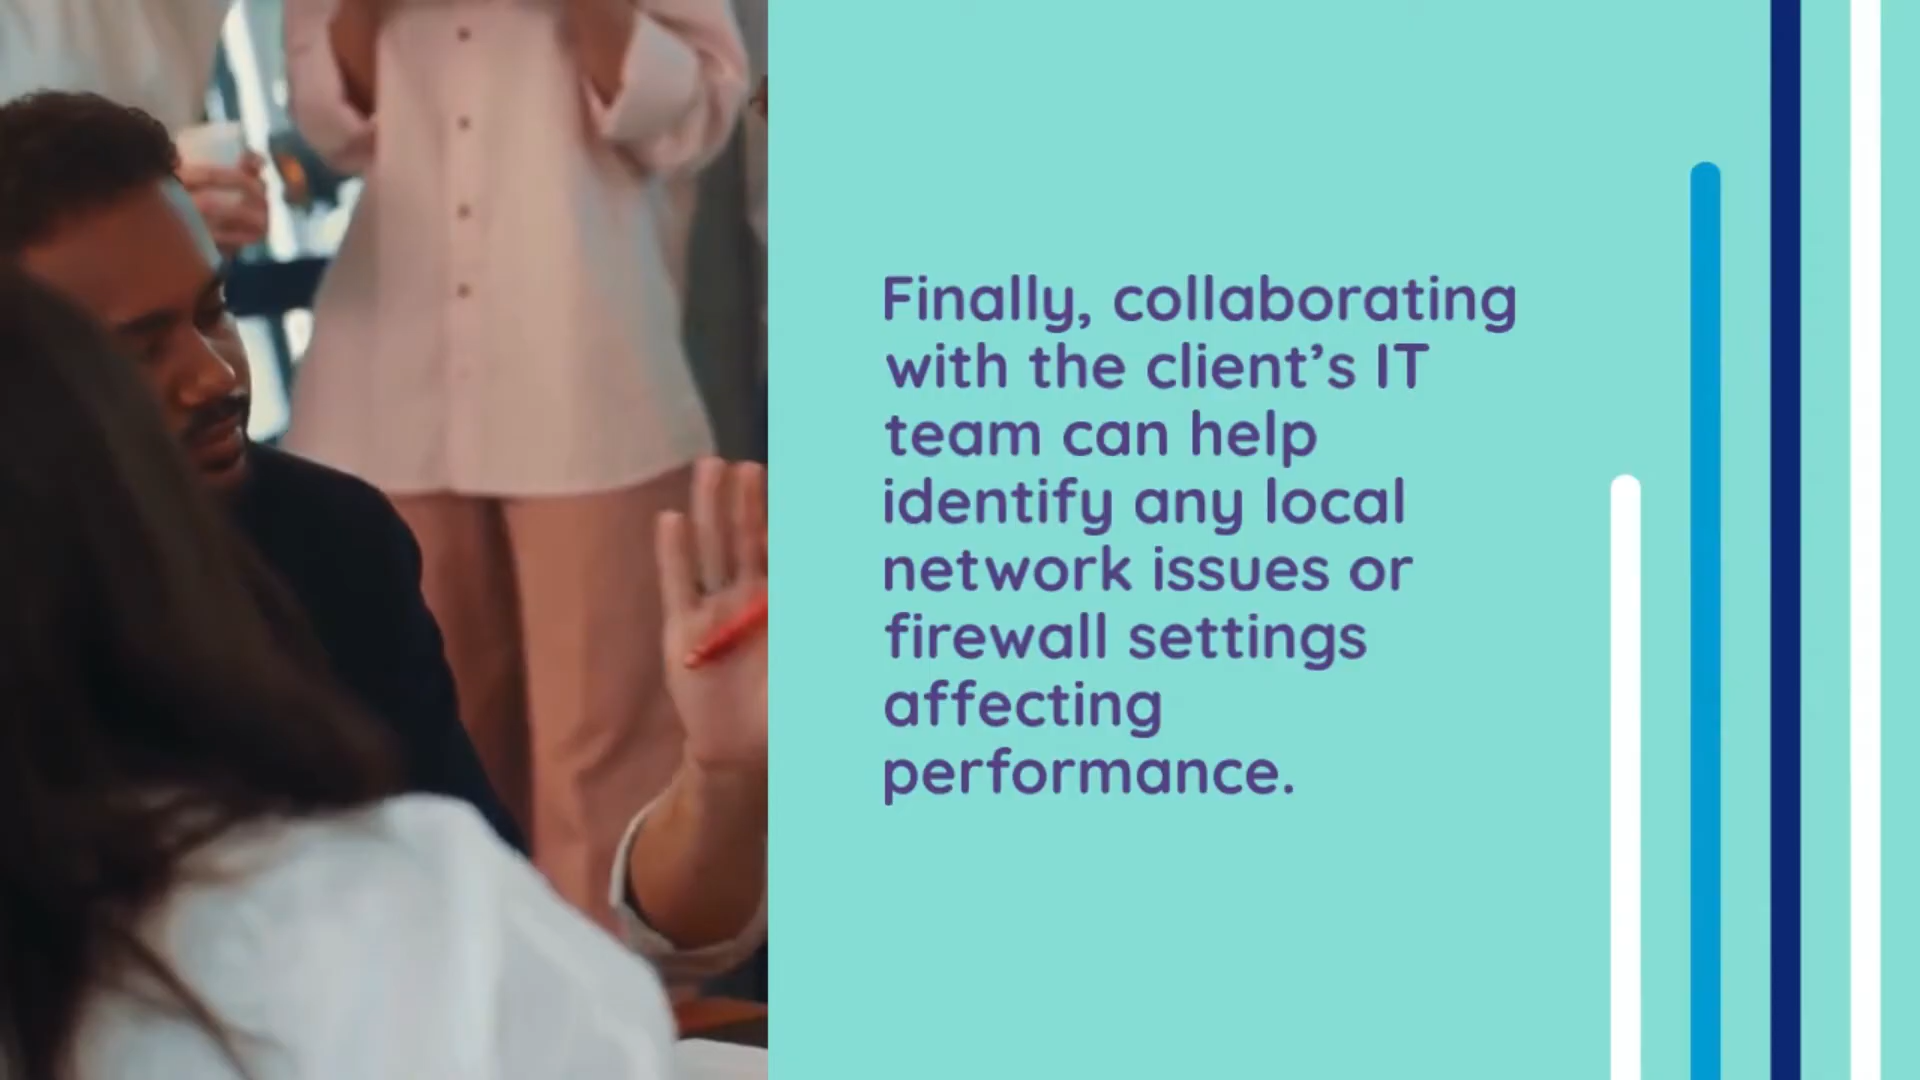 Finally, collaborating
with the client’s IT
team can help
identify any local
network issues or
firewall settings
affecting
performance.